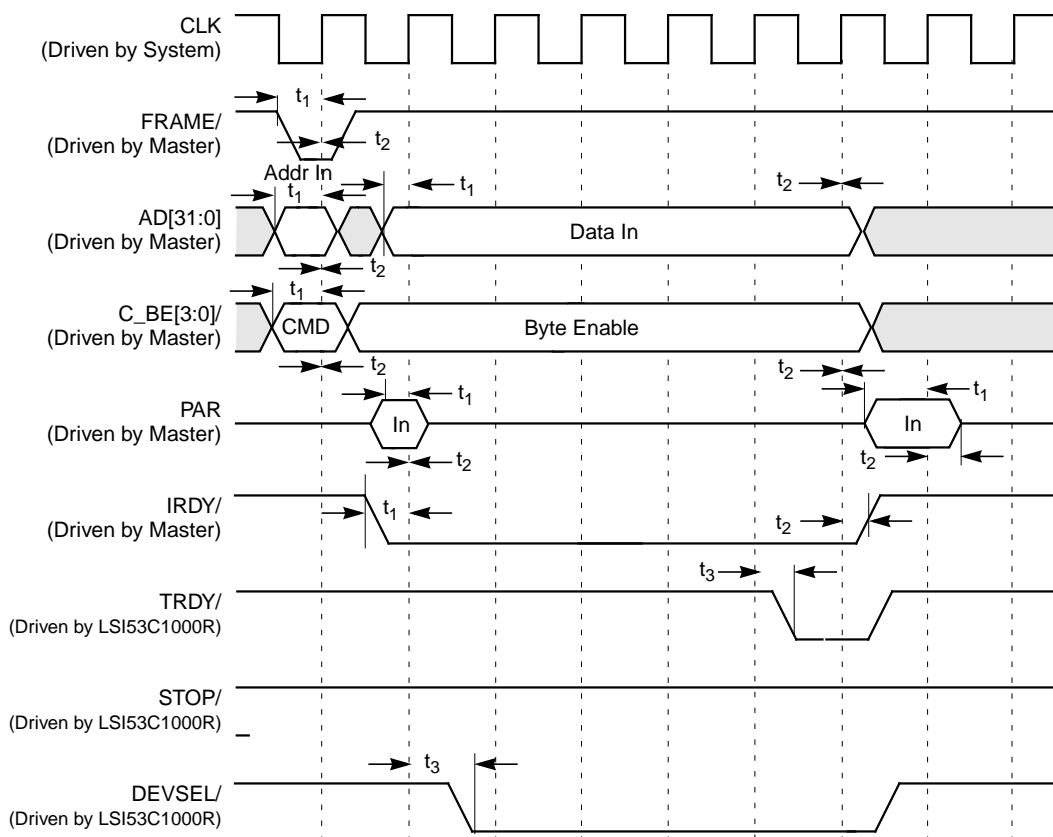 CLK
(Driven by System)
t1
FRAME/
(Driven by Master)
t2
Addr In
t1
t1
t2
AD[31:0]
(Driven by Master)
Data In
t2
t1
C_BE[3:0]/
(Driven by Master)
CMD
Byte Enable
t2
t2
t1
t1
PAR
(Driven by Master)
In
In
t2
t2
IRDY/
(Driven by Master)
t1
t2
t3
TRDY/
(Driven by LSI53C1000R)
STOP/
(Driven by LSI53C1000R)
t3
DEVSEL/
(Driven by LSI53C1000R)